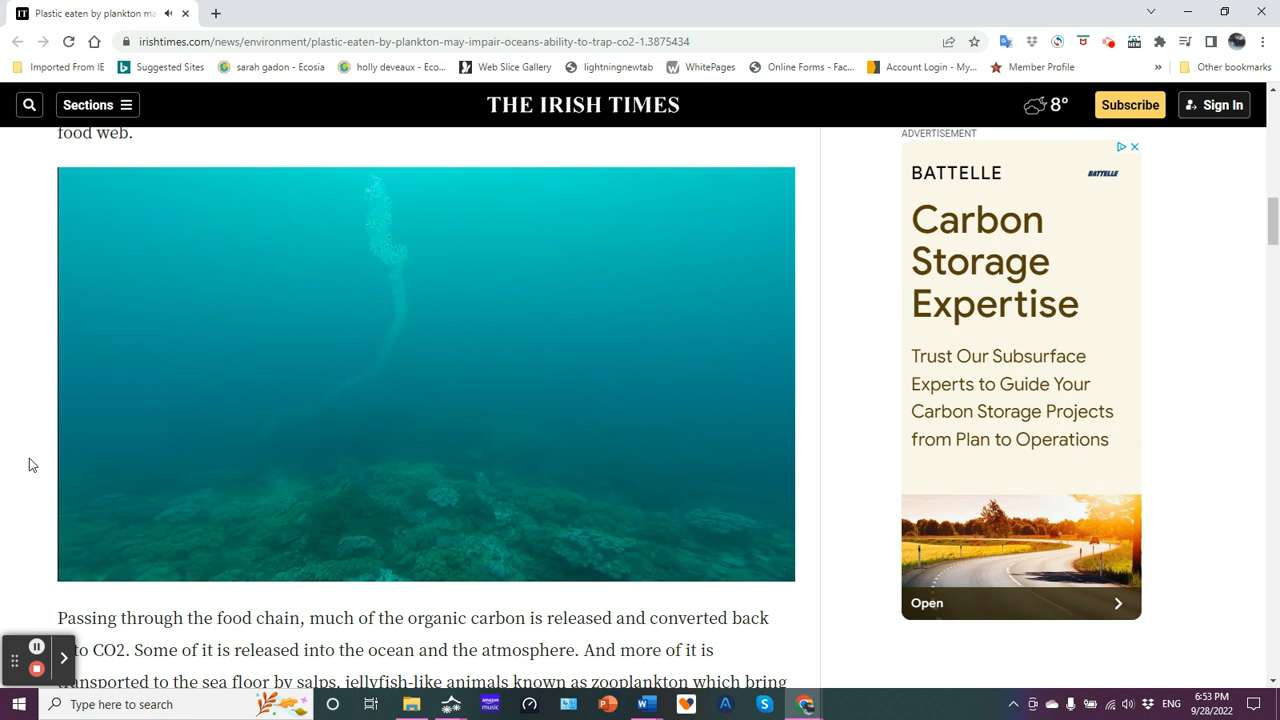 Plastic eaten by plankton ma
irishtimes.com/news/environment/plastic-eaten-by-plankton-may-impair-oceans-ability-to-trap-co2-1.3875434
Imported From IE
Suggested Sites
sarah gadon - Ecosia
holly deveaux - Eco...
Web Slice Gallery
lightningnewtab
WhitePages
Online Forms - Fac...
Account Login - My...
Member Profile
»
Other bookmarks
Sections
THE IRISH TIMES
8°
Subscribe
Sign In
food web.
ADVERTISEMENT
BATTELLE
BATTELLE
Carbon
Storage
Expertise
Trust Our Subsurface
Experts to Guide Your
Carbon Storage Projects
from Plan to Operations
Open
Passing through the food chain, much of the organic carbon is released and converted back
to CO2. Some of it is released into the ocean and the atmosphere. And more of it is
transported to the sea floor by salps, jellyfish-like animals known as zooplankton which bring
Type here to search
ENG
6:53 PM
9/28/2022